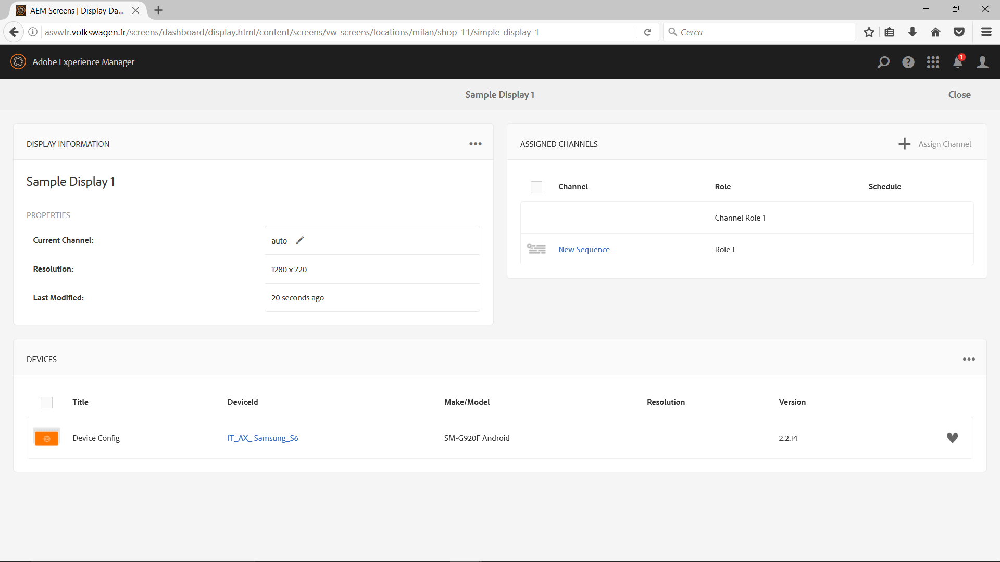 AEM Screens | Display Da...
asvwfr.volkswagen.fr/screens/dashboard/display.html/content/screens/vw-screens/locations/milan/shop-11/simple-display-1
Cerca
Adobe Experience Manager
1
Sample Display 1
Close
DISPLAY INFORMATION
Sample Display 1
PROPERTIES
Current Channel: auto
Resolution: 1280 x 720
Last Modified: 20 seconds ago
ASSIGNED CHANNELS
Assign Channel
Channel Role Schedule
Channel Role 1
New Sequence Role 1
DEVICES
Title DeviceId Make/Model Resolution Version
Device Config IT_AX_ Samsung_S6 SM-G920F Android 2.2.14